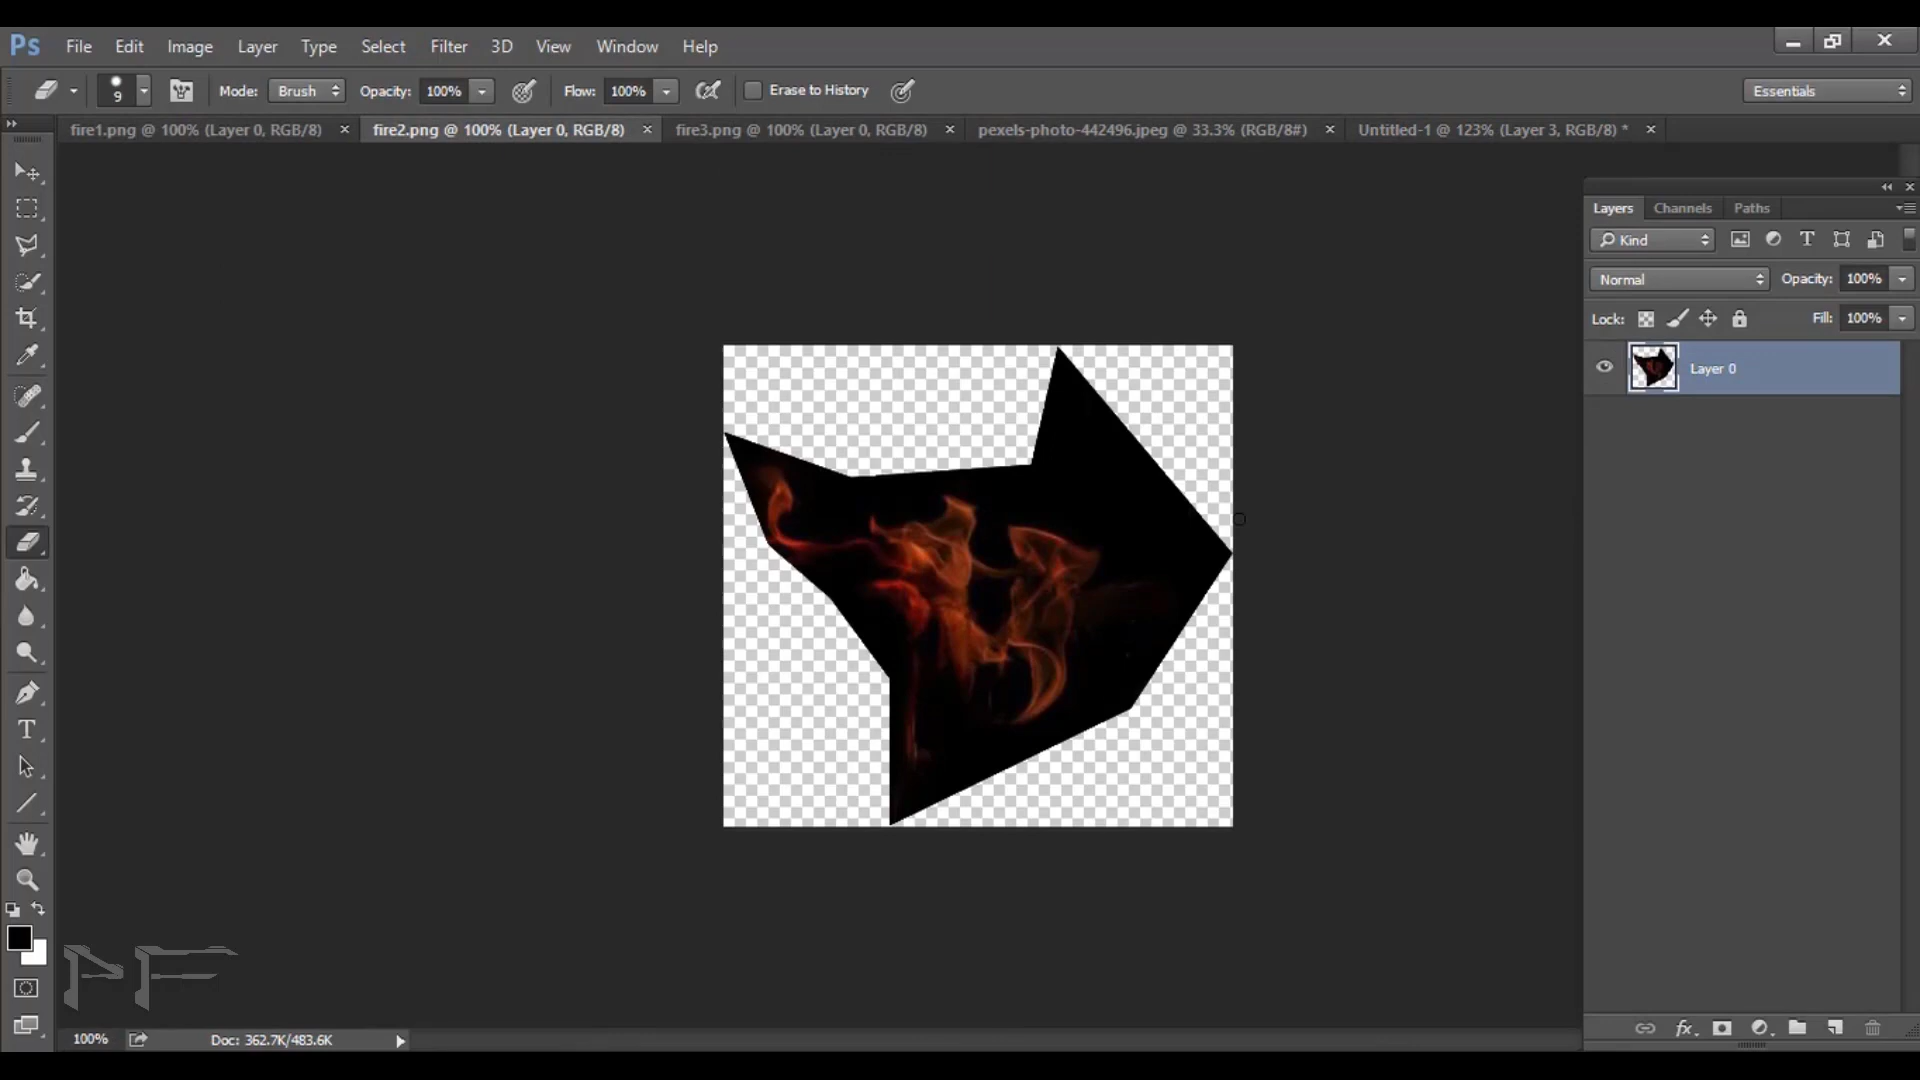 Ps File Edit Image Layer Type Select Filter 3D View Window Help
9 Mode: Brush Opacity: 100% Flow: 100% Erase to History Essentials
fire1.png @ 100% (Layer 0, RGB/8) × fire2.png @ 100% (Layer 0, RGB/8) × fire3.png @ 100% (Layer 0, RGB/8) × pexels-photo-442496.jpeg @ 33.3% (RGB/8#) × Untitled-1 @ 123% (Layer 3, RGB/8) * ×
Layers Channels Paths
Kind
Normal Opacity: 100%
Lock: Fill: 100%
Layer 0
100% Doc: 362.7K/483.6K